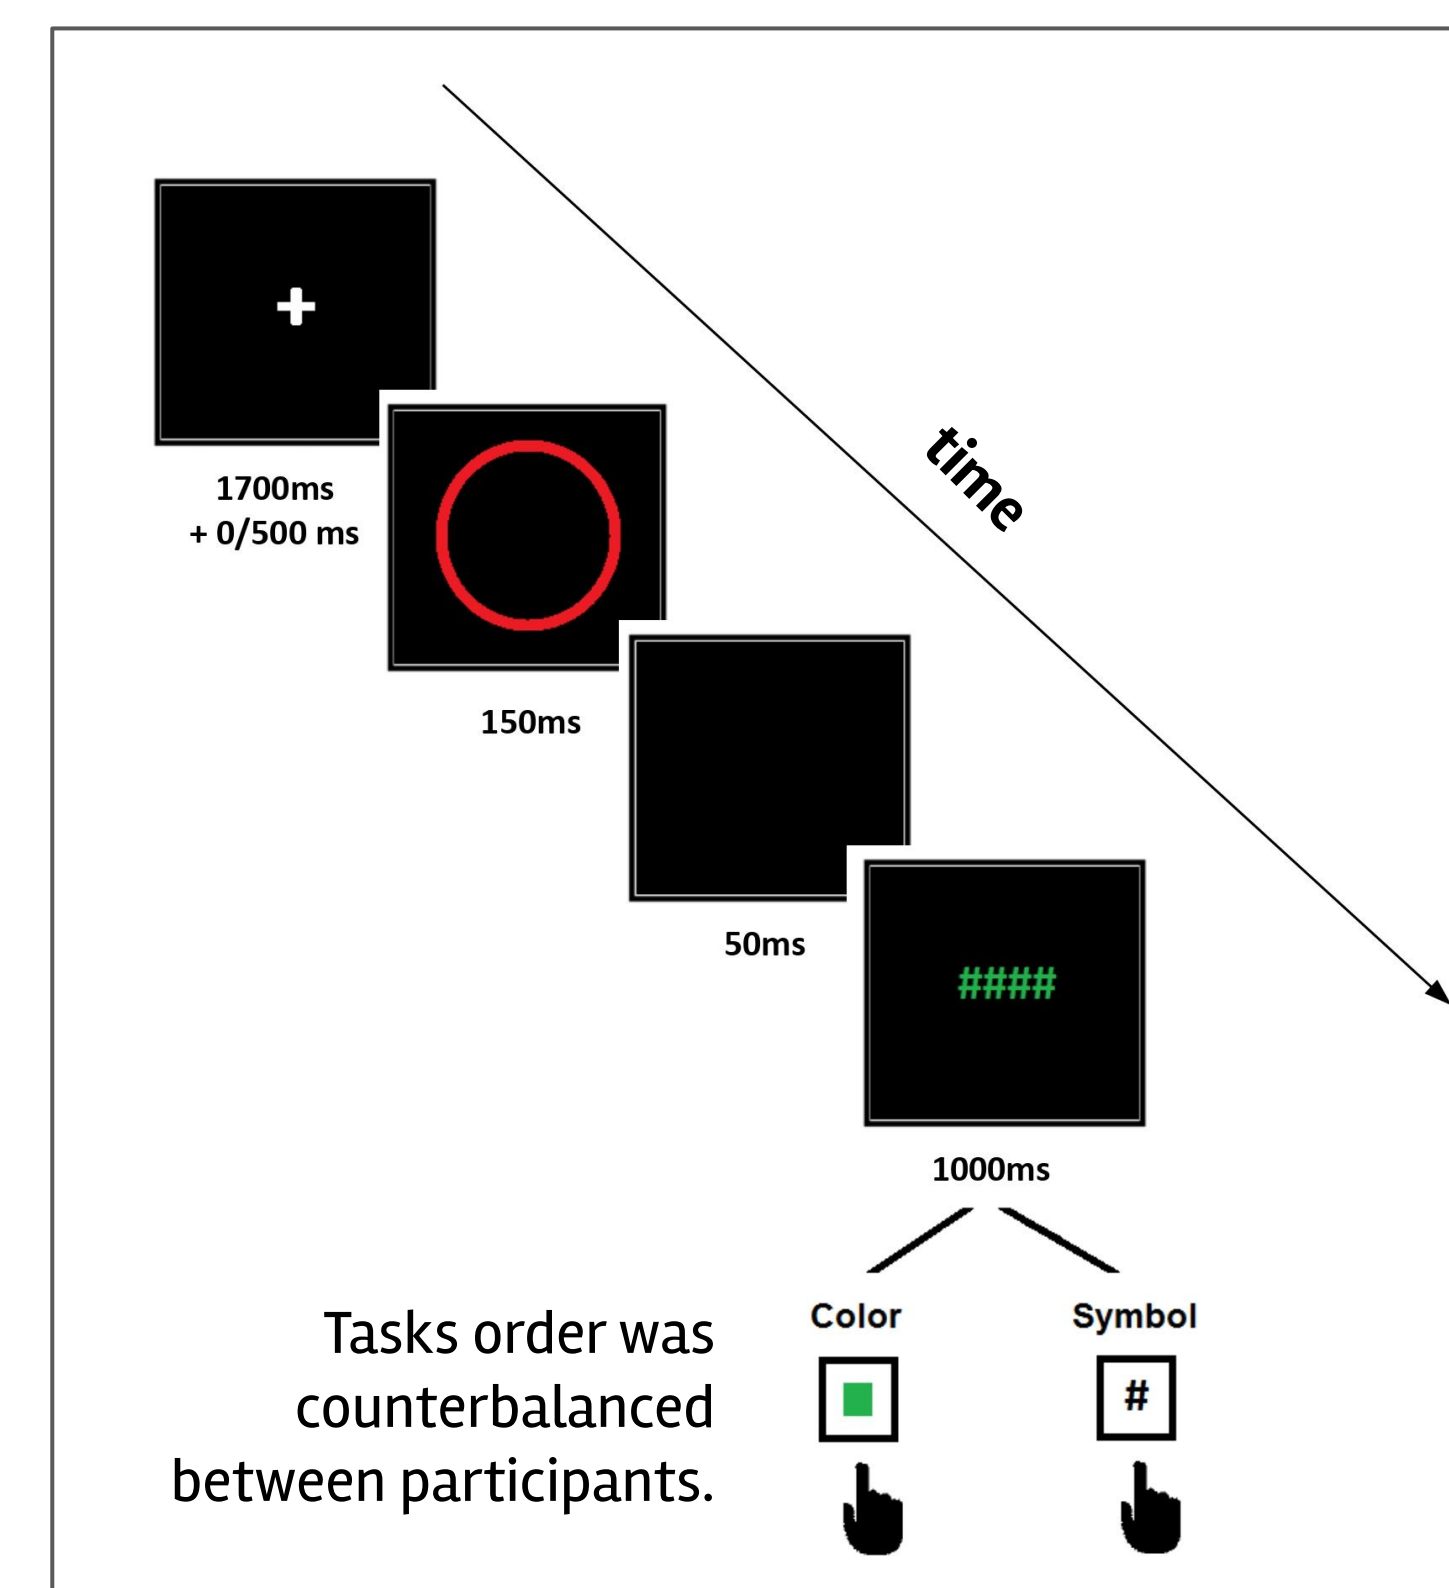 time
1700ms
+ 0/500 ms
150ms
50ms
####
1000ms
Color
Symbol
#
Tasks order was
counterbalanced
between participants.